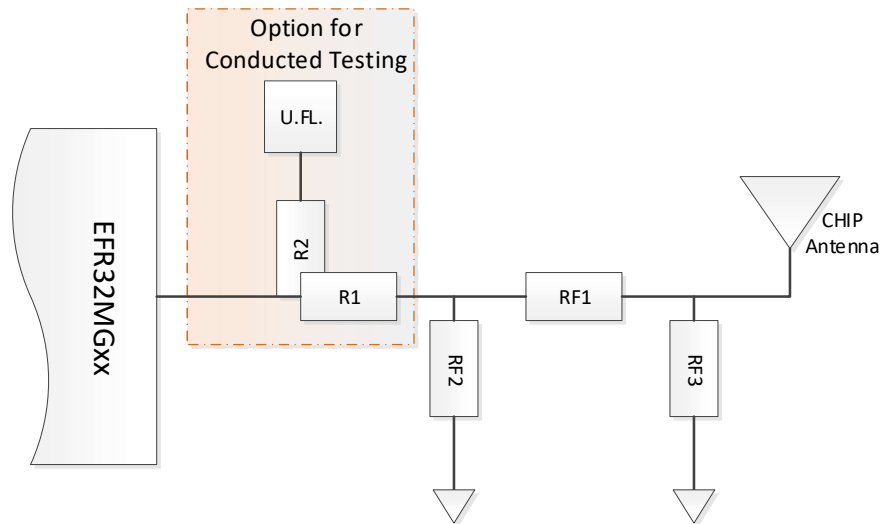 Option for
Conducted Testing
U.FL.
EFR32MGxx
R2
R1
RF1
CHIP
Antenna
RF2
RF3